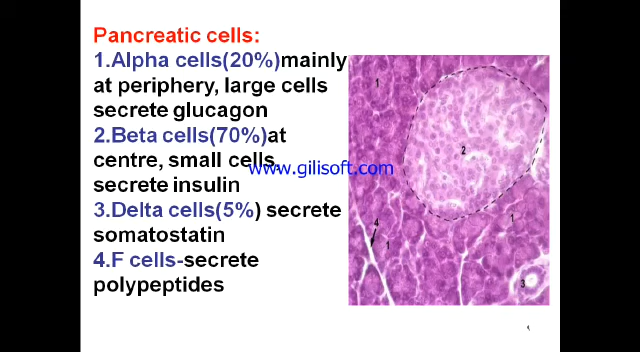 Pancreatic cells:
1.Alpha cells(20%)mainly
at periphery, large cells
secrete glucagon
2.Beta cells(70%)at
centre, small cells,
secrete insulin
3.Delta cells(5%) secrete
somatostatin
4.F cells-secrete
polypeptides
www.gilisoft.com
1
2
4
1
1
3